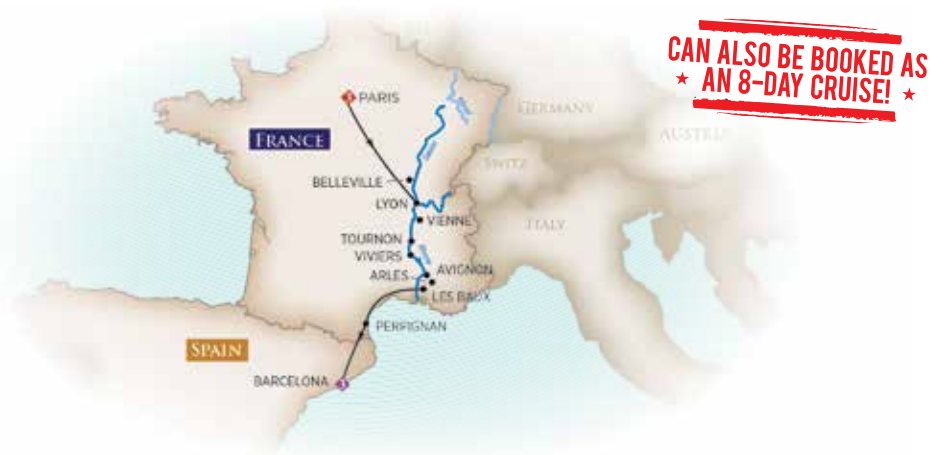 CAN ALSO BE BOOKED AS
AN 8-DAY CRUISE!
PARIS
GERMANY
FRANCE
AUSTRIA
SWITZ
BELLEVILLE
LYON
VIENNE
ITALY
TOURNON
VIVIERS
AVIGNON
ARLES
LES BAUX
PERPIGNAN
SPAIN
BARCELONA